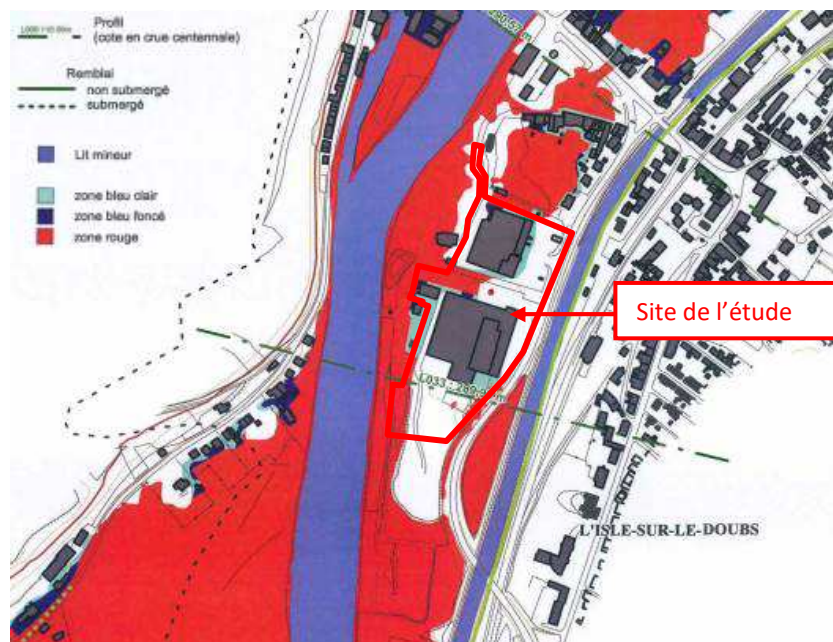 Profil
(cote en crue centennale)
Remblai
non submergé
submergé
Lit mineur
zone bleu clair
zone bleu foncé
zone rouge
Site de l'étude
L'ISLE-SUR-LE-DOUBS